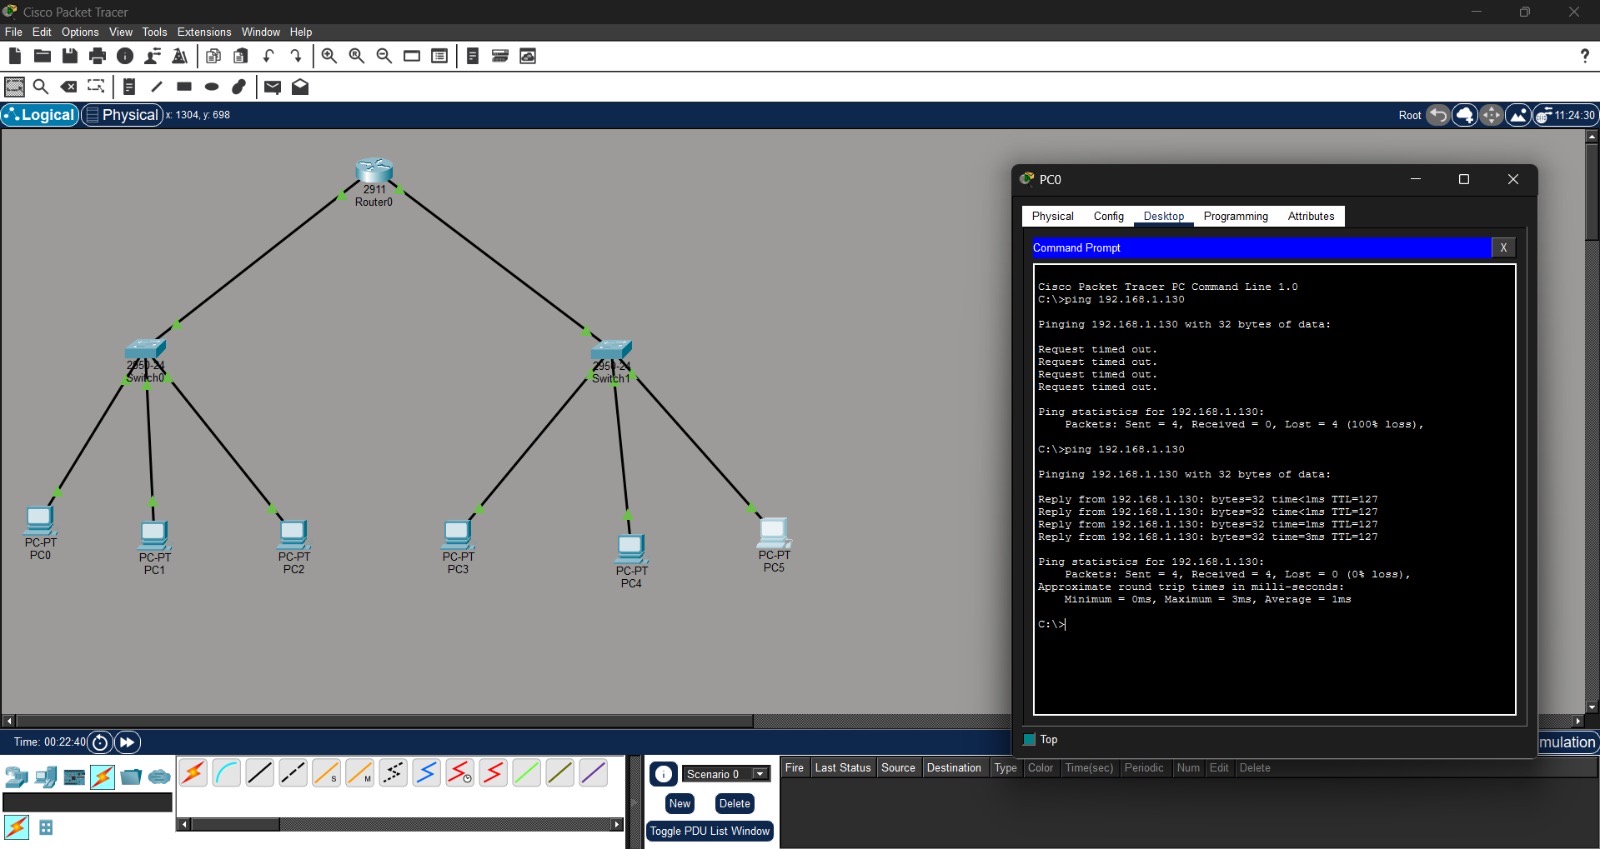 Cisco Packet Tracer
File Edit Options View Tools Extensions Window Help
?
Logical Physical x: 1304, y: 698
Root 11:24:30
2911
Router0
2950-24
Switch0
2950-24
Switch1
PC-PT
PC0
PC-PT
PC1
PC-PT
PC2
PC-PT
PC3
PC-PT
PC4
PC-PT
PC5
PC0
Physical Config Desktop Programming Attributes
Command Prompt
X
Cisco Packet Tracer PC Command Line 1.0
C:\>ping 192.168.1.130
Pinging 192.168.1.130 with 32 bytes of data:
Request timed out.
Request timed out.
Request timed out.
Request timed out.
Ping statistics for 192.168.1.130:
Packets: Sent = 4, Received = 0, Lost = 4 (100% loss),
C:\>ping 192.168.1.130
Pinging 192.168.1.130 with 32 bytes of data:
Reply from 192.168.1.130: bytes=32 time<1ms TTL=127
Reply from 192.168.1.130: bytes=32 time<1ms TTL=127
Reply from 192.168.1.130: bytes=32 time=1ms TTL=127
Reply from 192.168.1.130: bytes=32 time=3ms TTL=127
Ping statistics for 192.168.1.130:
Packets: Sent = 4, Received = 4, Lost = 0 (0% loss),
Approximate round trip times in milli-seconds:
Minimum = 0ms, Maximum = 3ms, Average = 1ms
C:\>
Top
Time: 00:22:40
mulation
Scenario 0
New Delete
Toggle PDU List Window
Fire Last Status Source Destination Type Color Time(sec) Periodic Num Edit Delete
S
M